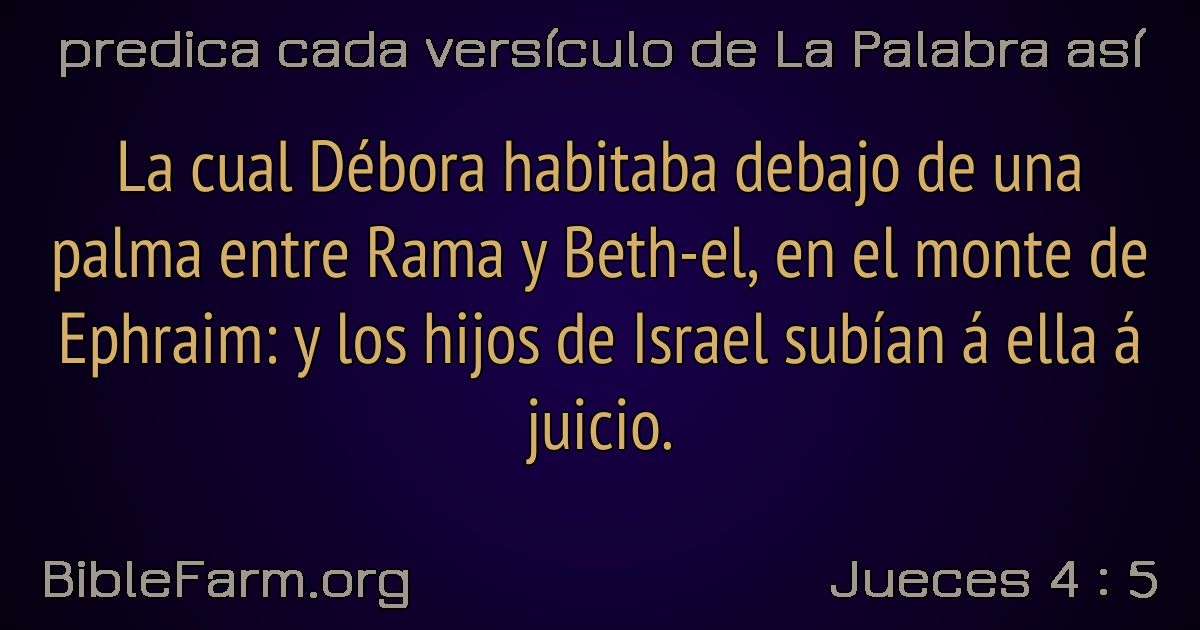 predica cada versículo de La Palabra así
La cual Débora habitaba debajo de una
palma entre Rama y Beth-el, en el monte de
Ephraim: y los hijos de Israel subían á ella á
juicio.
BibleFarm.org
Jueces 4 : 5